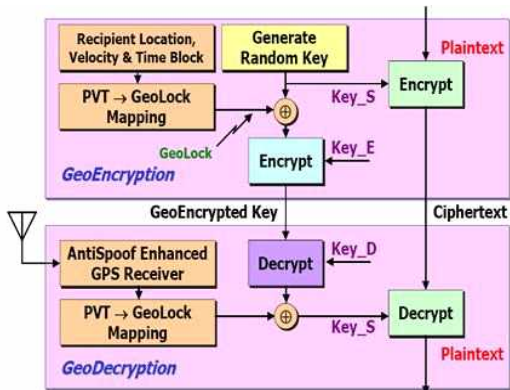 Recipient Location,
Velocity & Time Block
Generate
Random Key
Plaintext
PVT → GeoLock
Mapping
⊕
Key_S
Encrypt
GeoLock
Encrypt
Key_E
GeoEncryption
GeoEncrypted Key
Ciphertext
AntiSpoof Enhanced
GPS Receiver
Decrypt
Key_D
PVT → GeoLock
Mapping
⊕
Key_S
Decrypt
Plaintext
GeoDecryption